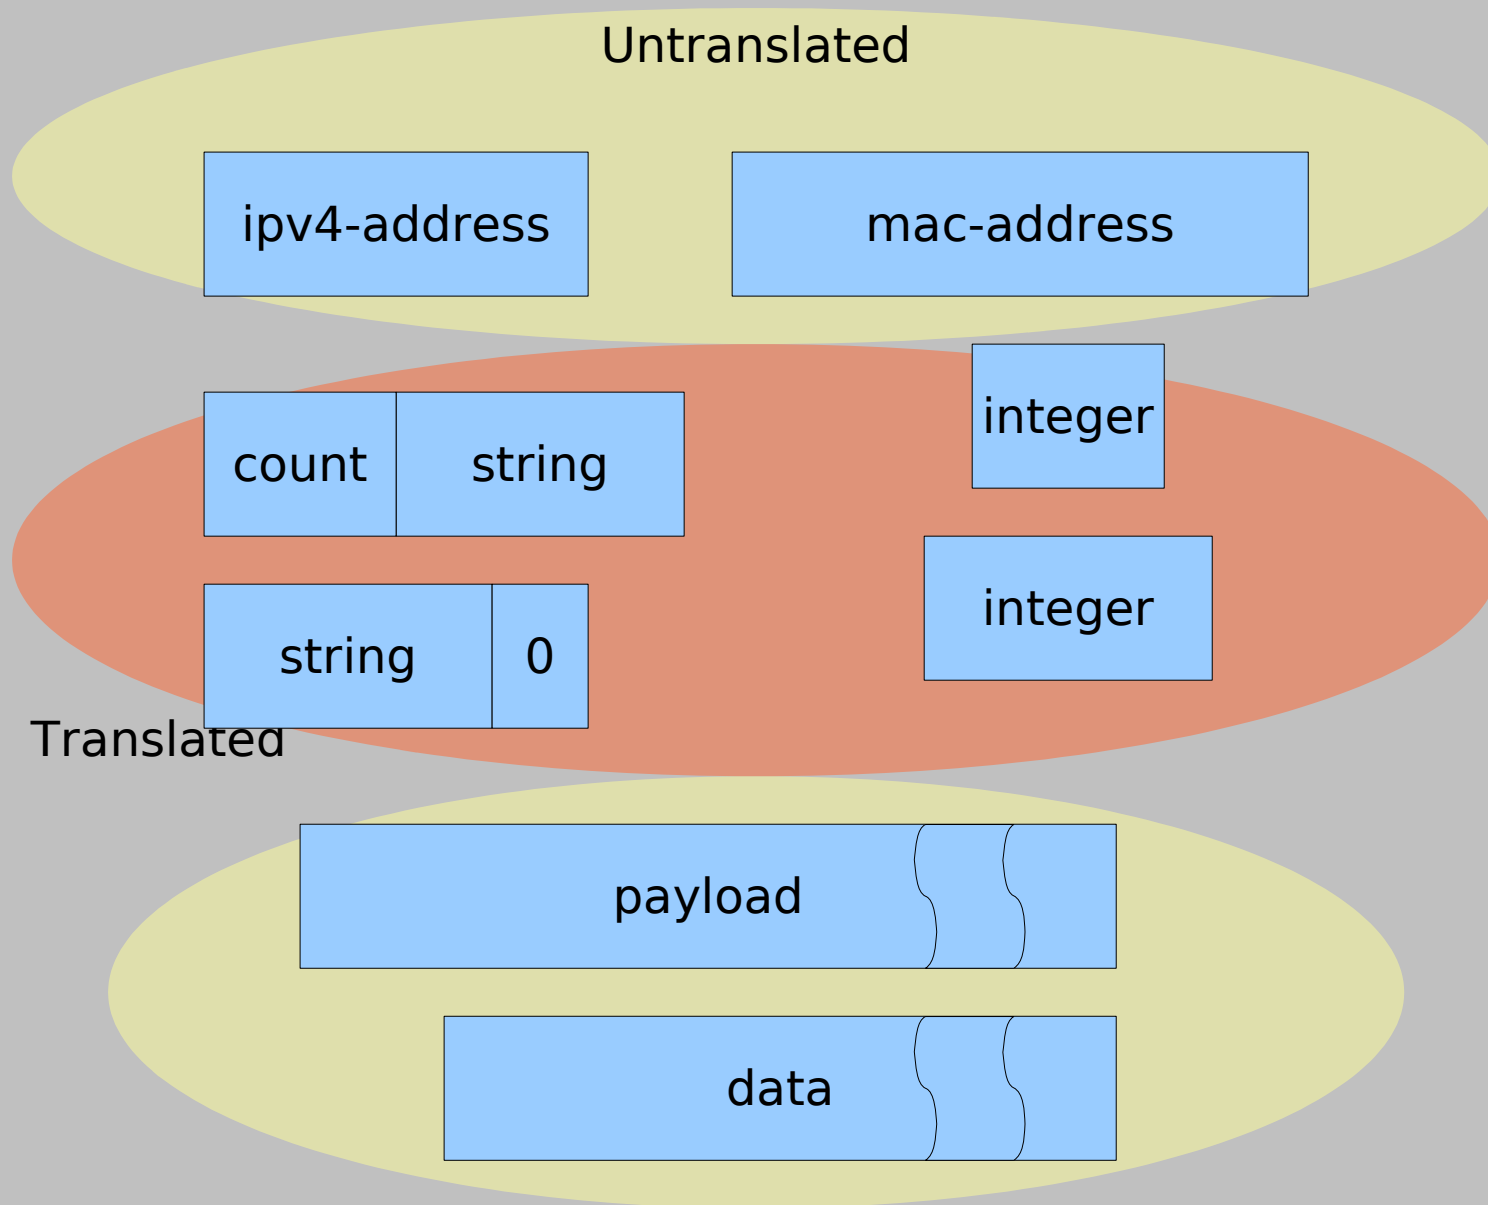 Untranslated
ipv4-address
mac-address
integer
count
string
integer
string
0
Translated
payload
data